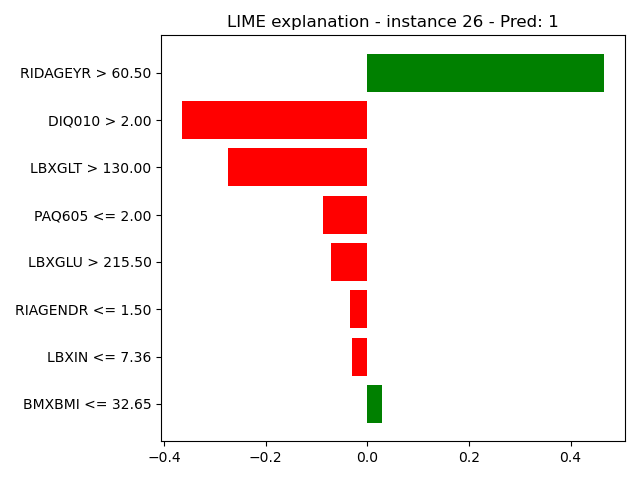 LIME explanation - instance 26 - Pred: 1
RIDAGEYR > 60.50
DIQ010 > 2.00
LBXGLT > 130.00
PAQ605 <= 2.00
LBXGLU > 215.50
RIAGENDR <= 1.50
LBXIN <= 7.36
BMXBMI <= 32.65
−0.4 −0.2 0.0 0.2 0.4